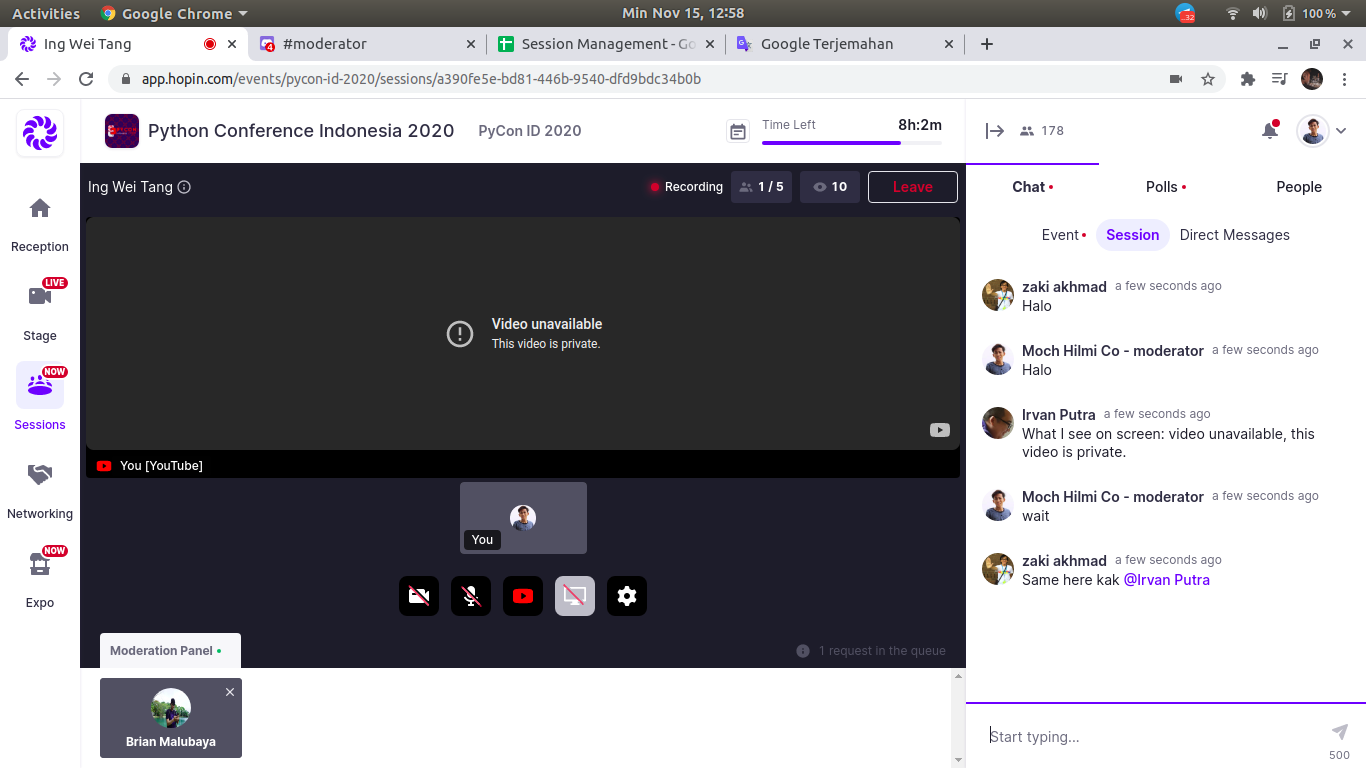 Activities
Google Chrome
Min Nov 15, 12:58
32
100 %
Ing Wei Tang
4
#moderator
Session Management - Go
Google Terjemahan
app.hopin.com/events/pycon-id-2020/sessions/a390fe5e-bd81-446b-9540-dfd9bdc34b0b
Python Conference Indonesia 2020
PyCon ID 2020
Time Left
8h:2m
178
Reception
LIVE
Stage
NOW
Sessions
Networking
NOW
Expo
Ing Wei Tang
Recording
1 / 5
10
Leave
Video unavailable
This video is private.
You [YouTube]
You
Moderation Panel
1 request in the queue
Brian Malubaya
Chat
Polls
People
Event
Session
Direct Messages
zaki akhmad a few seconds ago
Halo
Moch Hilmi Co - moderator a few seconds ago
Halo
Irvan Putra a few seconds ago
What I see on screen: video unavailable, this
video is private.
Moch Hilmi Co - moderator a few seconds ago
wait
zaki akhmad a few seconds ago
Same here kak @Irvan Putra
Start typing...
500